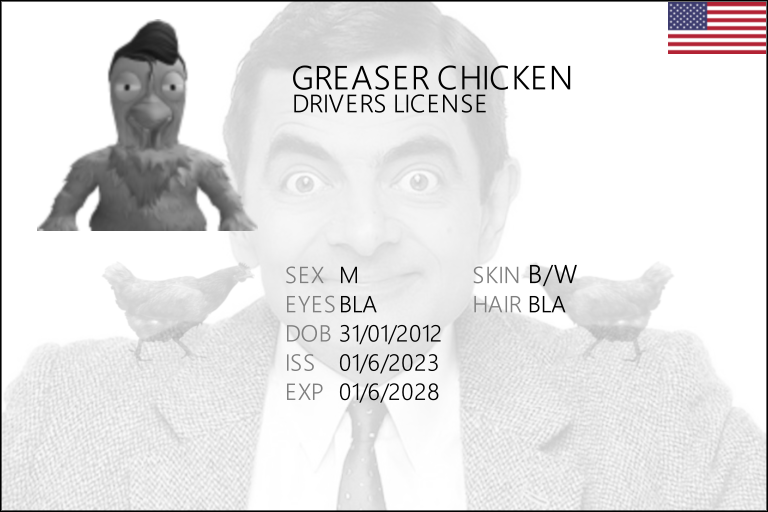 GREASER CHICKEN
DRIVERS LICENSE
SEX M SKIN B/W
EYES BLA HAIR BLA
DOB 31/01/2012
ISS 01/6/2023
EXP 01/6/2028